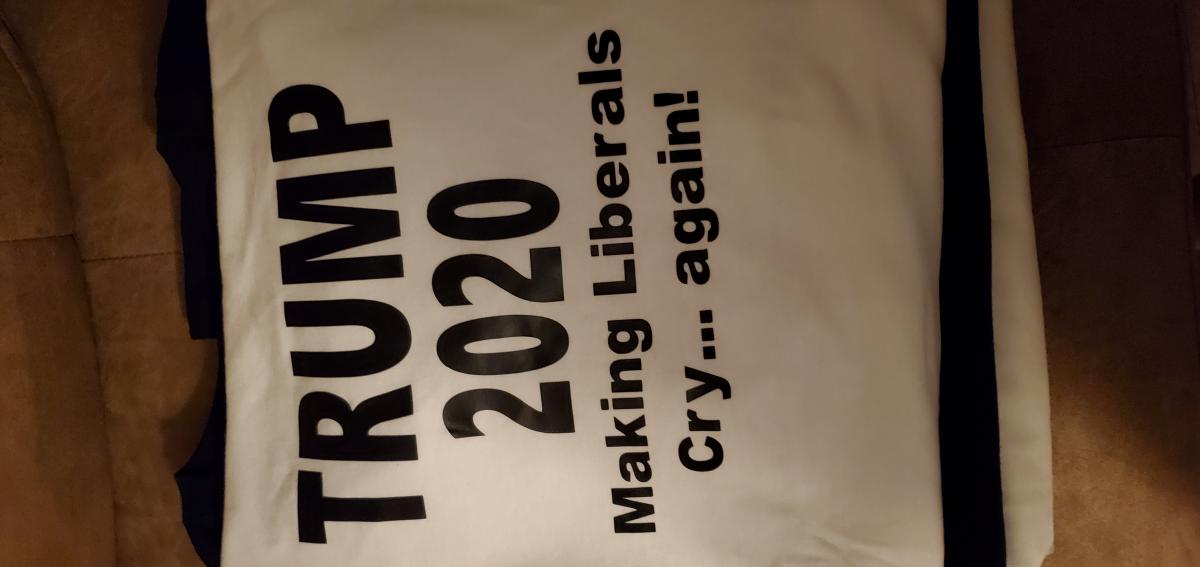 TRUMP
2020
Making Liberals
Cry... again!